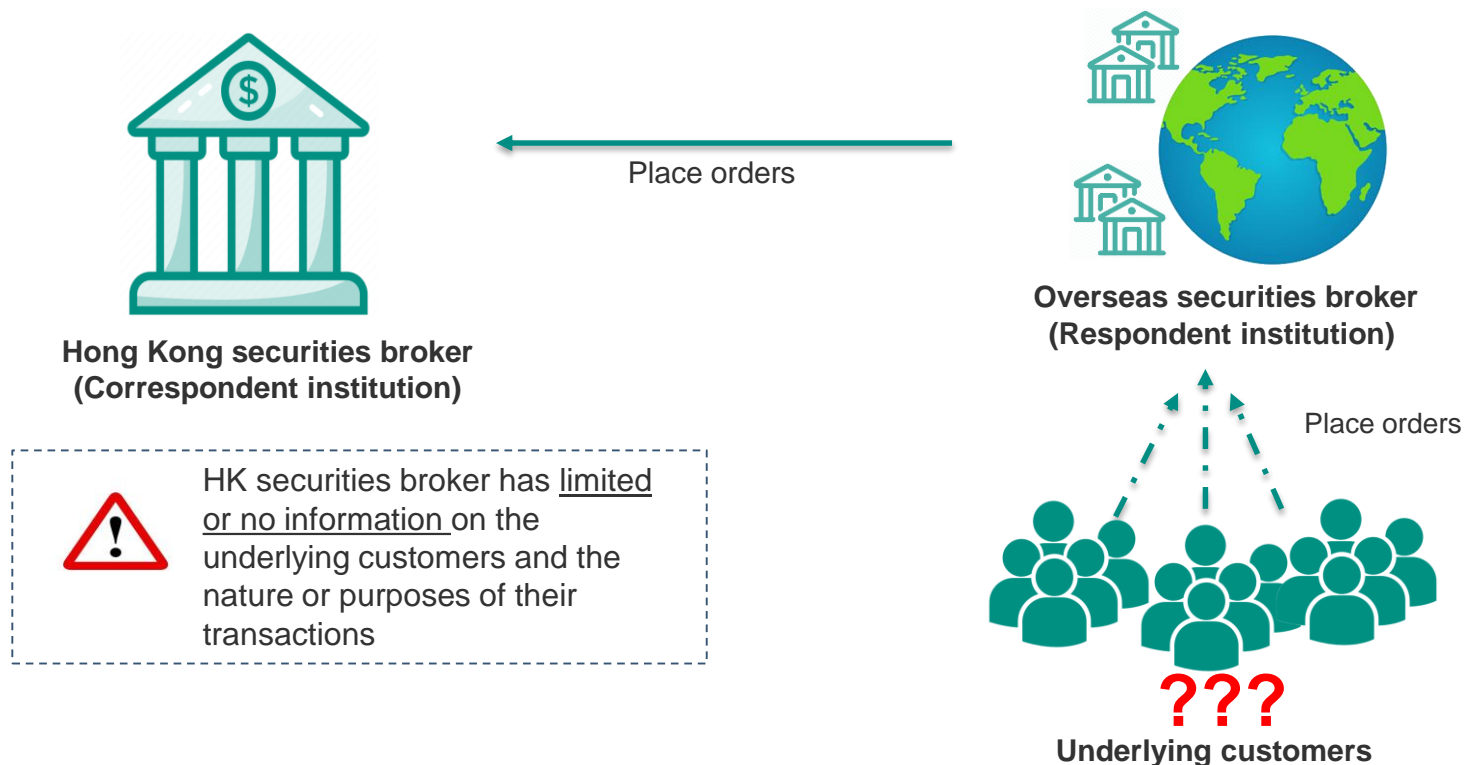 $
Place orders
Hong Kong securities broker
(Correspondent institution)
Overseas securities broker
(Respondent institution)
Place orders
!
HK securities broker has limited
or no information on the
underlying customers and the
nature or purposes of their
transactions
???
Underlying customers